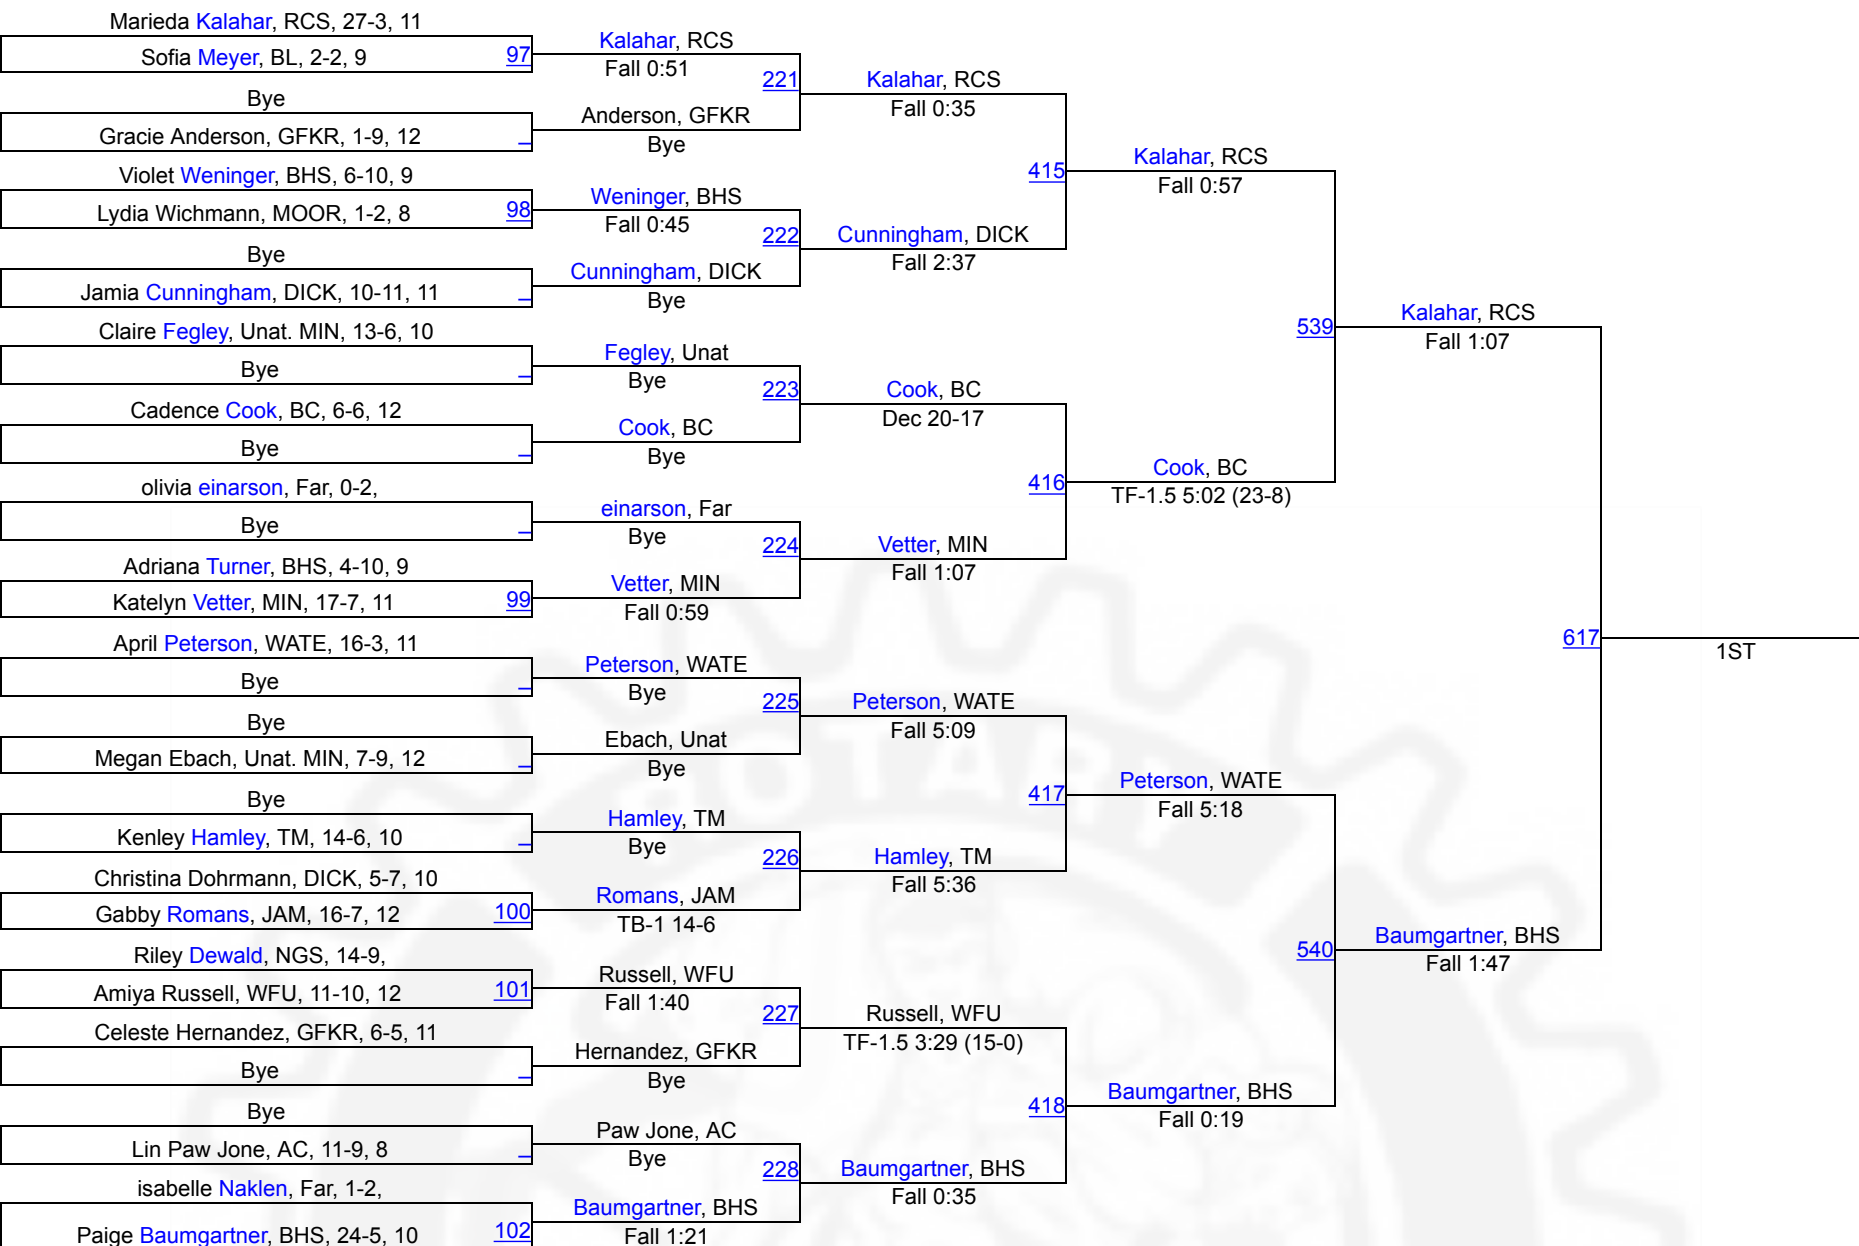 Marieda Kalahar, RCS, 27-3, 11
Sofia Meyer, BL, 2-2, 9
97
Kalahar, RCS
Fall 0:51
221
Bye
Gracie Anderson, GFKR, 1-9, 12
Anderson, GFKR
Bye
Kalahar, RCS
Fall 0:35
Violet Weninger, BHS, 6-10, 9
Lydia Wichmann, MOOR, 1-2, 8
98
Weninger, BHS
Fall 0:45
222
415
Kalahar, RCS
Fall 0:57
Bye
Jamia Cunningham, DICK, 10-11, 11
Cunningham, DICK
Bye
Cunningham, DICK
Fall 2:37
Claire Fegley, Unat. MIN, 13-6, 10
Bye
Fegley, Unat
Bye
223
539
Kalahar, RCS
Fall 1:07
Cadence Cook, BC, 6-6, 12
Bye
Cook, BC
Bye
Cook, BC
Dec 20-17
olivia einarson, Far, 0-2,
Bye
einarson, Far
Bye
224
416
Cook, BC
TF-1.5 5:02 (23-8)
Adriana Turner, BHS, 4-10, 9
Katelyn Vetter, MIN, 17-7, 11
99
Vetter, MIN
Fall 0:59
Vetter, MIN
Fall 1:07
April Peterson, WATE, 16-3, 11
Bye
Peterson, WATE
Bye
225
617
1ST
Bye
Megan Ebach, Unat. MIN, 7-9, 12
Ebach, Unat
Bye
Peterson, WATE
Fall 5:09
ROTARY
Bye
Kenley Hamley, TM, 14-6, 10
Hamley, TM
Bye
226
417
Peterson, WATE
Fall 5:18
Christina Dohrmann, DICK, 5-7, 10
Gabby Romans, JAM, 16-7, 12
100
Romans, JAM
TB-1 14-6
Hamley, TM
Fall 5:36
Riley Dewald, NGS, 14-9,
Amiya Russell, WFU, 11-10, 12
101
Russell, WFU
Fall 1:40
227
540
Baumgartner, BHS
Fall 1:47
Celeste Hernandez, GFKR, 6-5, 11
Bye
Hernandez, GFKR
Bye
Russell, WFU
TF-1.5 3:29 (15-0)
Bye
Lin Paw Jone, AC, 11-9, 8
Paw Jone, AC
Bye
228
418
Baumgartner, BHS
Fall 0:19
isabelle Naklen, Far, 1-2,
Paige Baumgartner, BHS, 24-5, 10
102
Baumgartner, BHS
Fall 1:21
Baumgartner, BHS
Fall 0:35